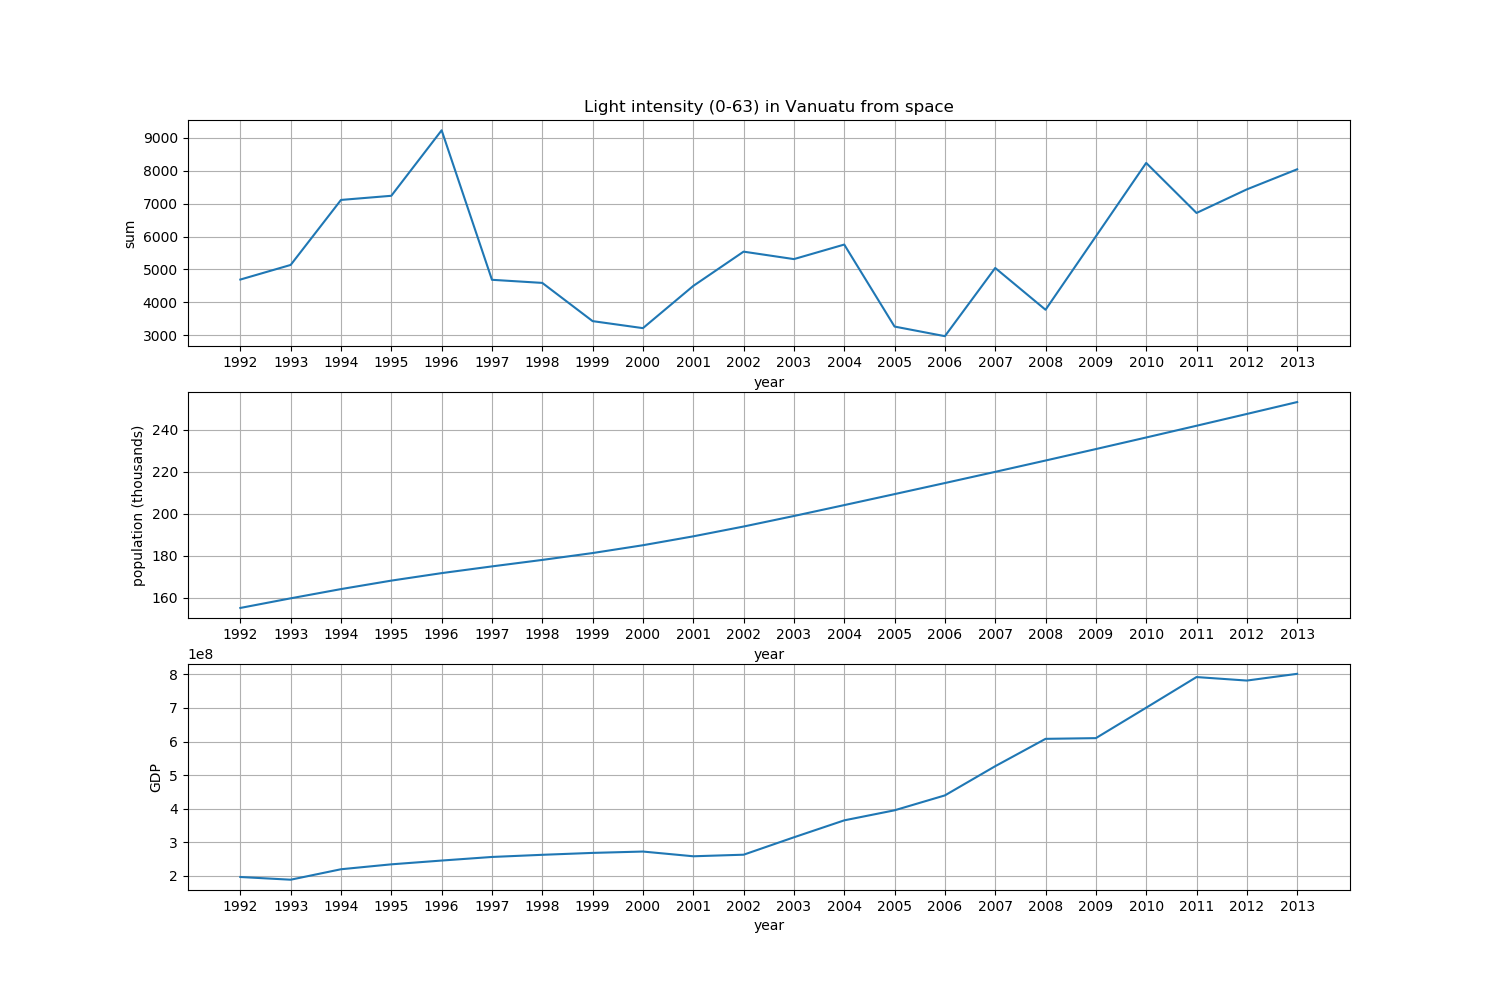 Light intensity (0-63) in Vanuatu from space
9000
8000
7000
6000
5000
4000
3000
sum
1992 1993 1994 1995 1996 1997 1998 1999 2000 2001 2002 2003 2004 2005 2006 2007 2008 2009 2010 2011 2012 2013
year
240
220
200
180
160
population (thousands)
1992 1993 1994 1995 1996 1997 1998 1999 2000 2001 2002 2003 2004 2005 2006 2007 2008 2009 2010 2011 2012 2013
year
1e8
8
7
6
5
4
3
2
GDP
1992 1993 1994 1995 1996 1997 1998 1999 2000 2001 2002 2003 2004 2005 2006 2007 2008 2009 2010 2011 2012 2013
year